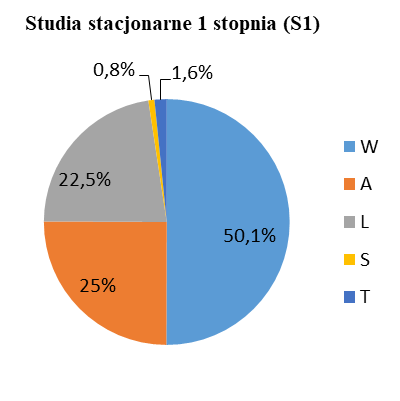 Studia stacjonarne 1 stopnia (S1)
0,8%
1,6%
22,5%
50,1%
25%
W
A
L
S
T